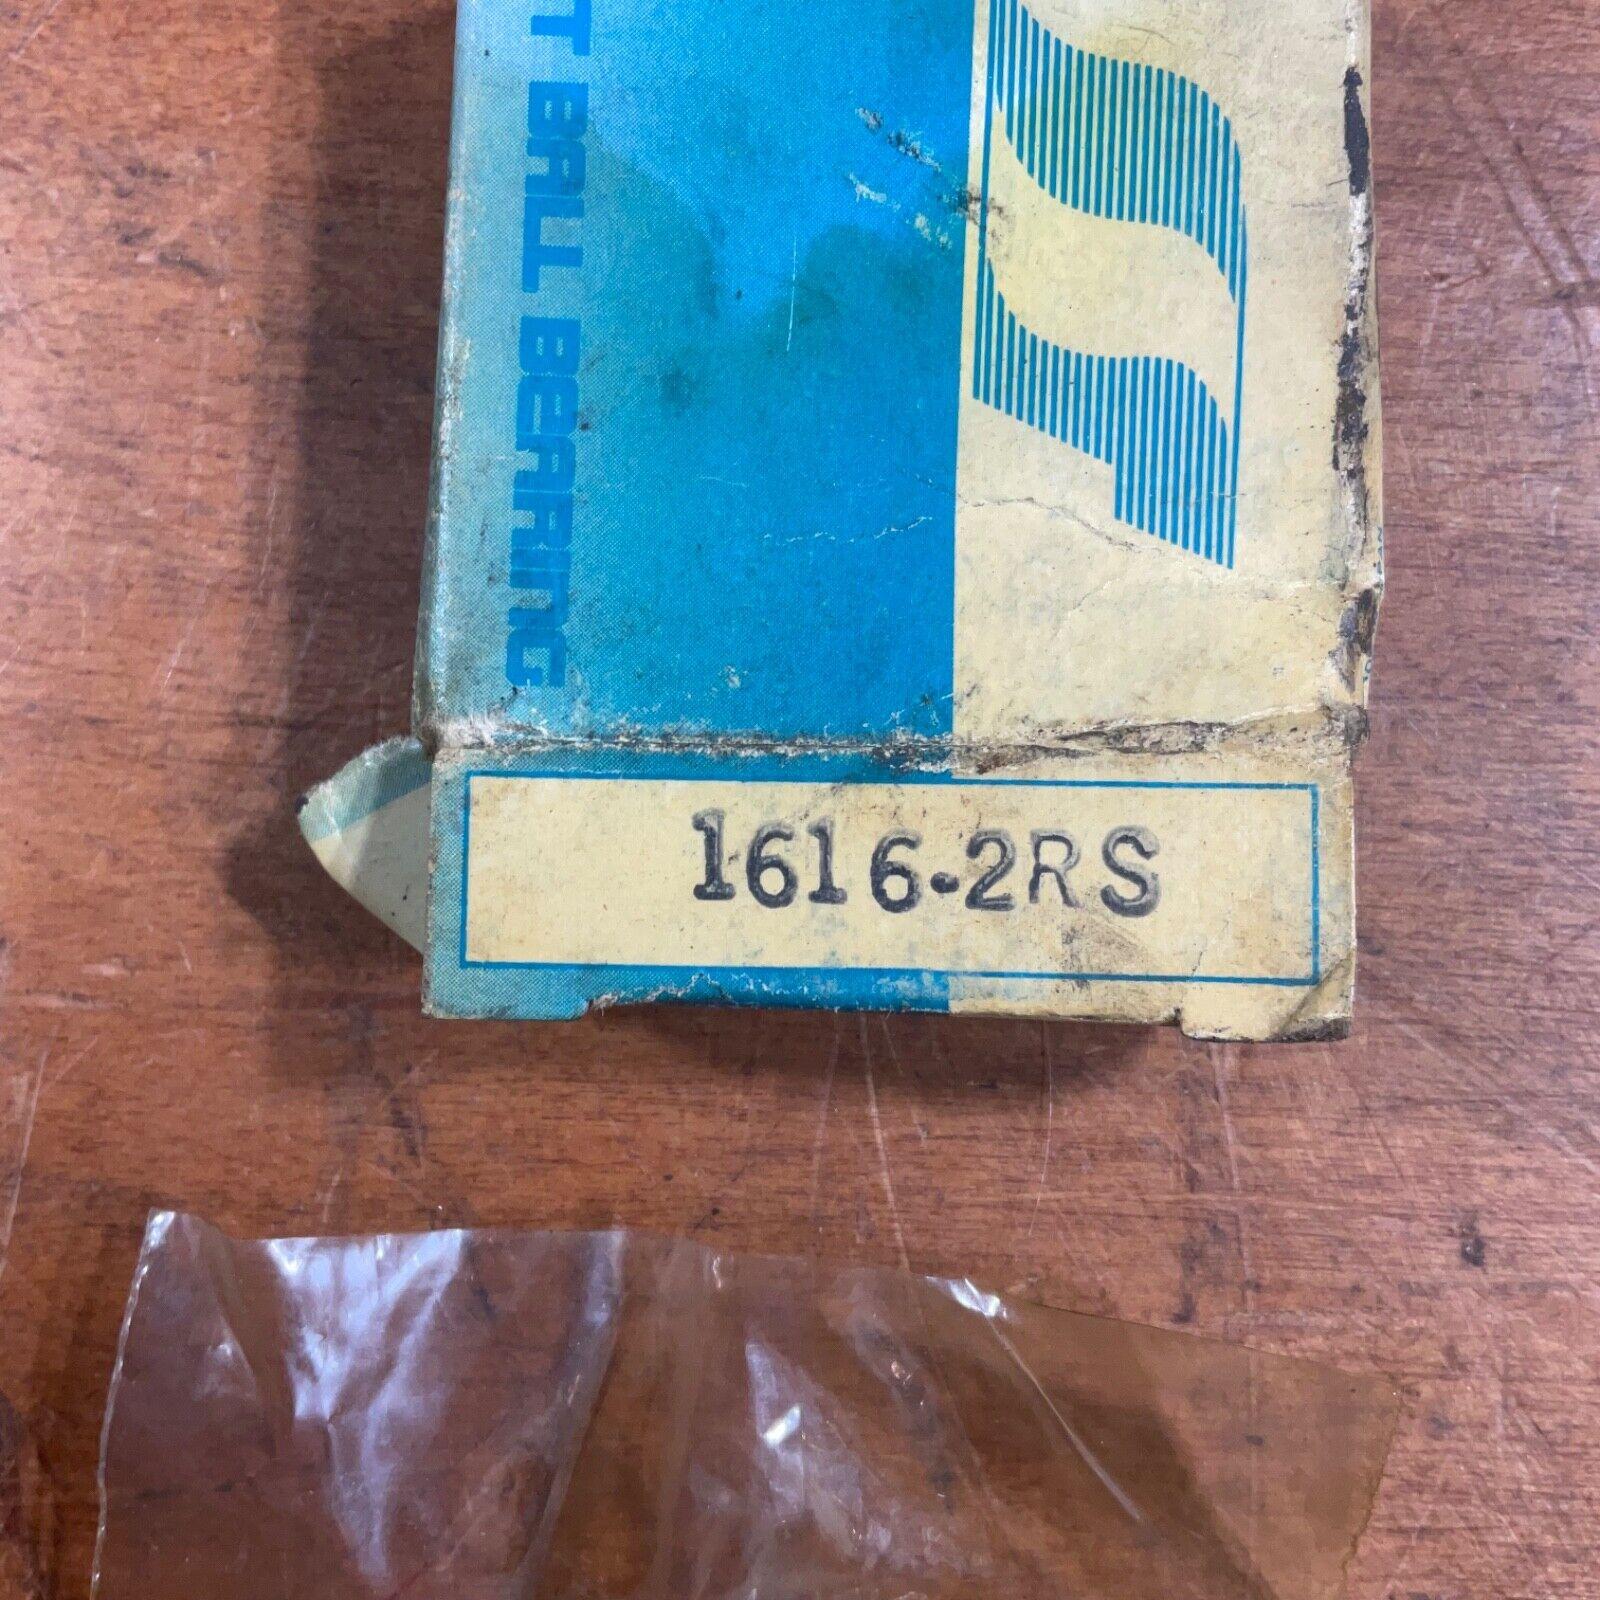 T BALL BEARING
1616-2RS